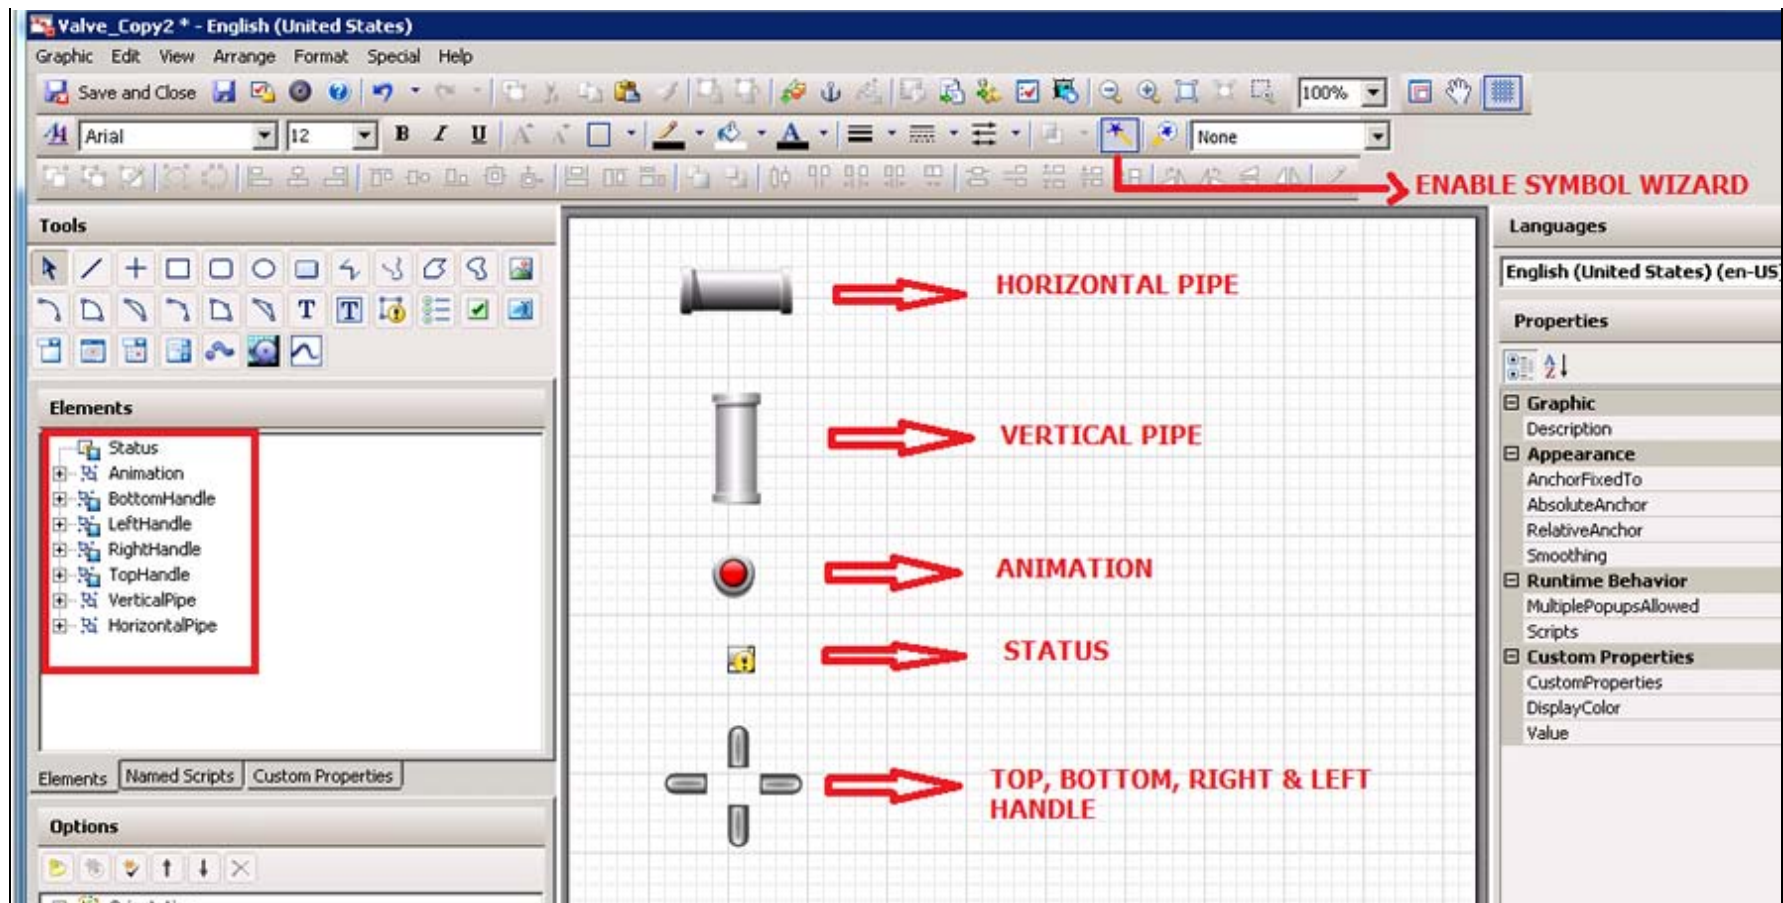 Valve_Copy2 * - English (United States)
Graphic Edit View Arrange Format Special Help
Save and Close
100%
Arial
12
B I U
A
None
ENABLE SYMBOL WIZARD
Tools
T T
Elements
Status
Animation
BottomHandle
LeftHandle
RightHandle
TopHandle
VerticalPipe
HorizontalPipe
Elements Named Scripts Custom Properties
Options
HORIZONTAL PIPE
VERTICAL PIPE
ANIMATION
STATUS
TOP, BOTTOM, RIGHT & LEFT
HANDLE
Languages
English (United States) (en-US)
Properties
Graphic
Description
Appearance
AnchorFixedTo
AbsoluteAnchor
RelativeAnchor
Smoothing
Runtime Behavior
MultiplePopupsAllowed
Scripts
Custom Properties
CustomProperties
DisplayColor
Value